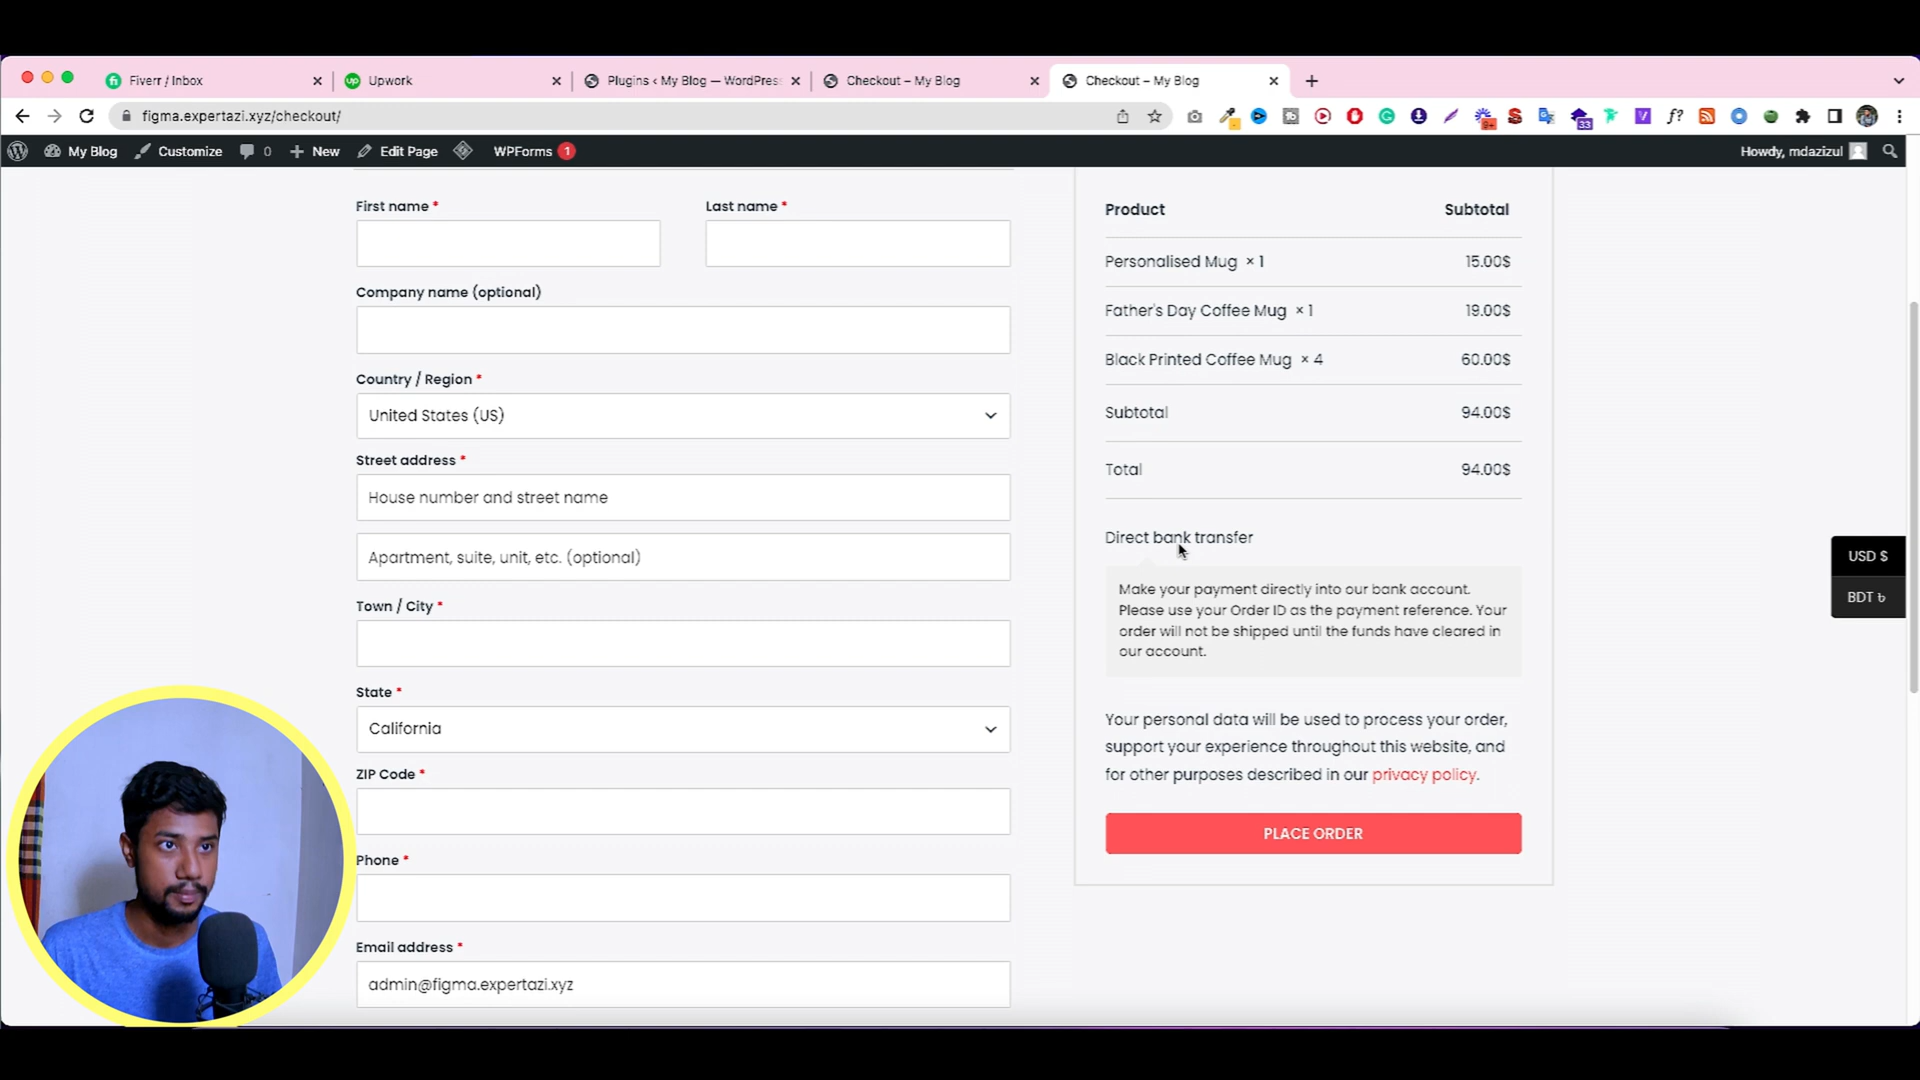 Fiverr / Inbox
Upwork
Plugins ‹ My Blog — WordPress
Checkout – My Blog
Checkout – My Blog
figma.expertazi.xyz/checkout/
My Blog
Customize
0
New
Edit Page
WPForms 1
Howdy, mdazizul
First name *
Last name *
Company name (optional)
Country / Region *
United States (US)
Street address *
House number and street name
Apartment, suite, unit, etc. (optional)
Town / City *
State *
California
ZIP Code *
Phone *
Email address *
admin@figma.expertazi.xyz
Product Subtotal
Personalised Mug × 1 15.00$
Father's Day Coffee Mug × 1 19.00$
Black Printed Coffee Mug × 4 60.00$
Subtotal 94.00$
Total 94.00$
Direct bank transfer
Make your payment directly into our bank account.
Please use your Order ID as the payment reference. Your
order will not be shipped until the funds have cleared in
our account.
Your personal data will be used to process your order,
support your experience throughout this website, and
for other purposes described in our privacy policy.
PLACE ORDER
USD $
BDT ৳